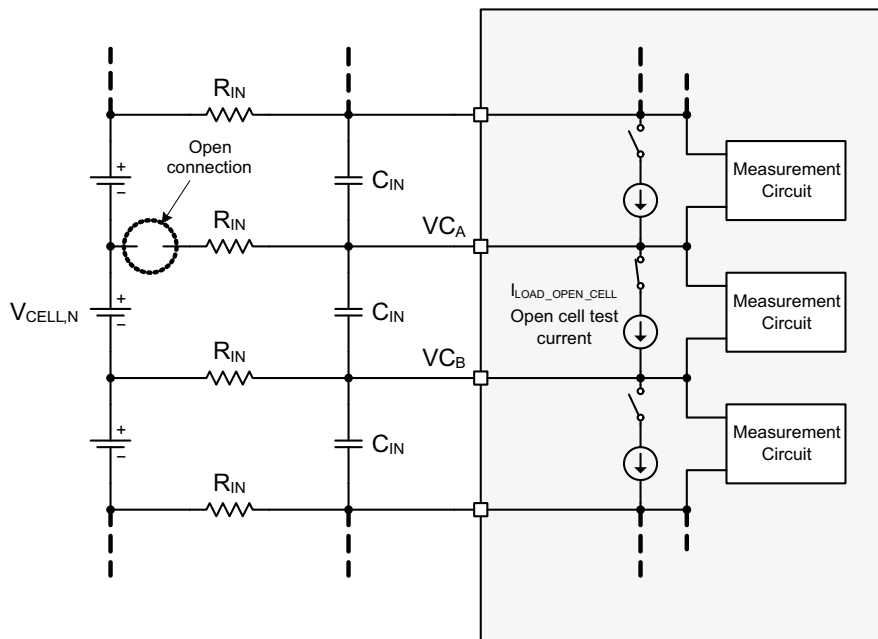 R_IN
Open
connection
+
−
C_IN
Measurement
Circuit
R_IN
VC_A
V_CELL,N
+
−
C_IN
I_LOAD_OPEN_CELL
Open cell test
current
Measurement
Circuit
R_IN
VC_B
+
−
C_IN
Measurement
Circuit
R_IN